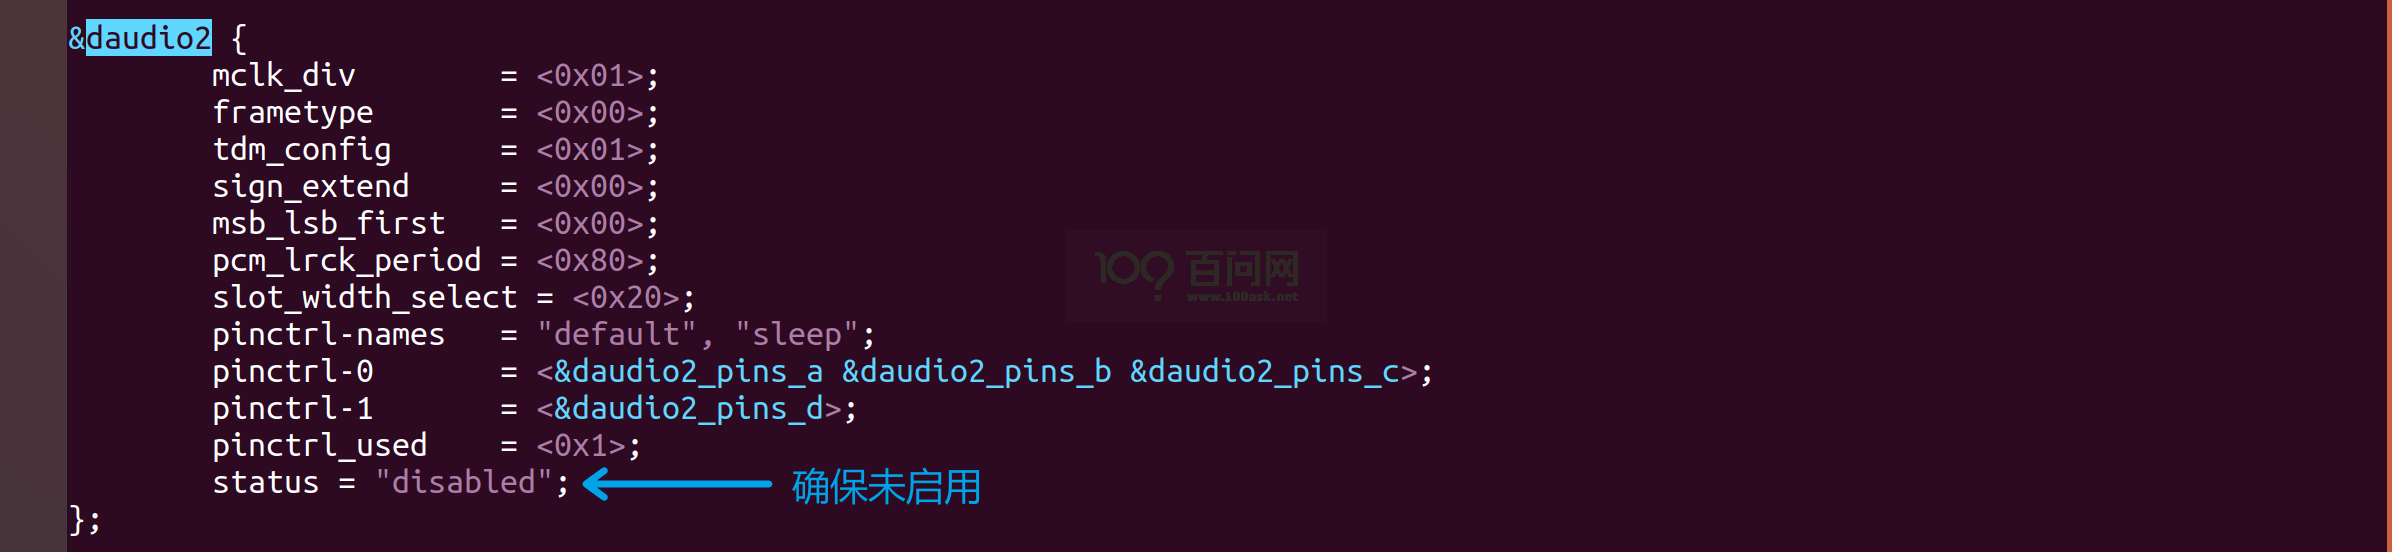 &daudio2 {
mclk_div = <0x01>;
frametype = <0x00>;
tdm_config = <0x01>;
sign_extend = <0x00>;
msb_lsb_first = <0x00>;
pcm_lrck_period = <0x80>;
slot_width_select = <0x20>;
pinctrl-names = "default", "sleep";
pinctrl-0 = <&daudio2_pins_a &daudio2_pins_b &daudio2_pins_c>;
pinctrl-1 = <&daudio2_pins_d>;
pinctrl_used = <0x1>;
status = "disabled"; 确保未启用
};
100 百问网
www.100ask.net